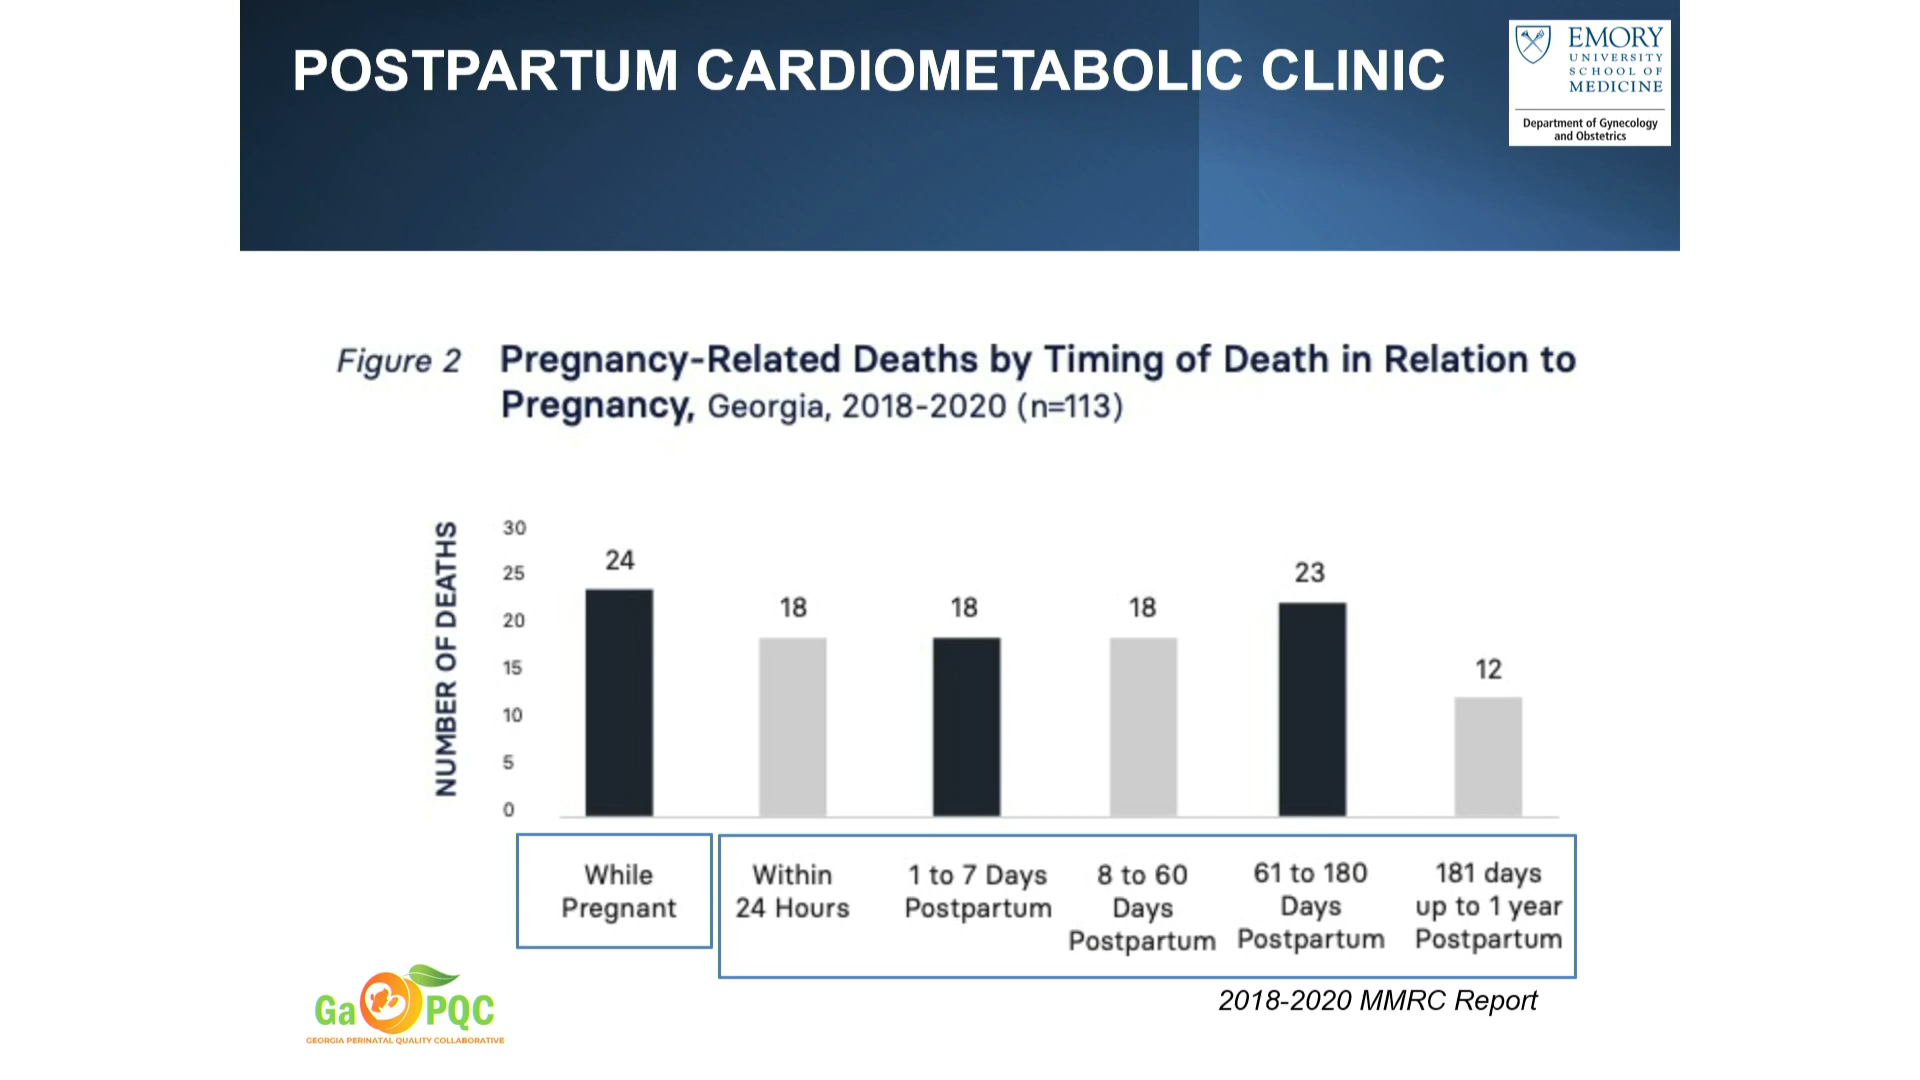 POSTPARTUM CARDIOMETABOLIC CLINIC
EMORY
UNIVERSITY
SCHOOL OF
MEDICINE
Department of Gynecology
and Obstetrics
Figure 2 Pregnancy-Related Deaths by Timing of Death in Relation to
Pregnancy, Georgia, 2018-2020 (n=113)
NUMBER OF DEATHS
30
25
20
15
10
5
0
24
18
18
18
23
12
While
Pregnant
Within
24 Hours
1 to 7 Days
Postpartum
8 to 60
Days
Postpartum
61 to 180
Days
Postpartum
181 days
up to 1 year
Postpartum
2018-2020 MMRC Report
Ga PQC
GEORGIA PERINATAL QUALITY COLLABORATIVE